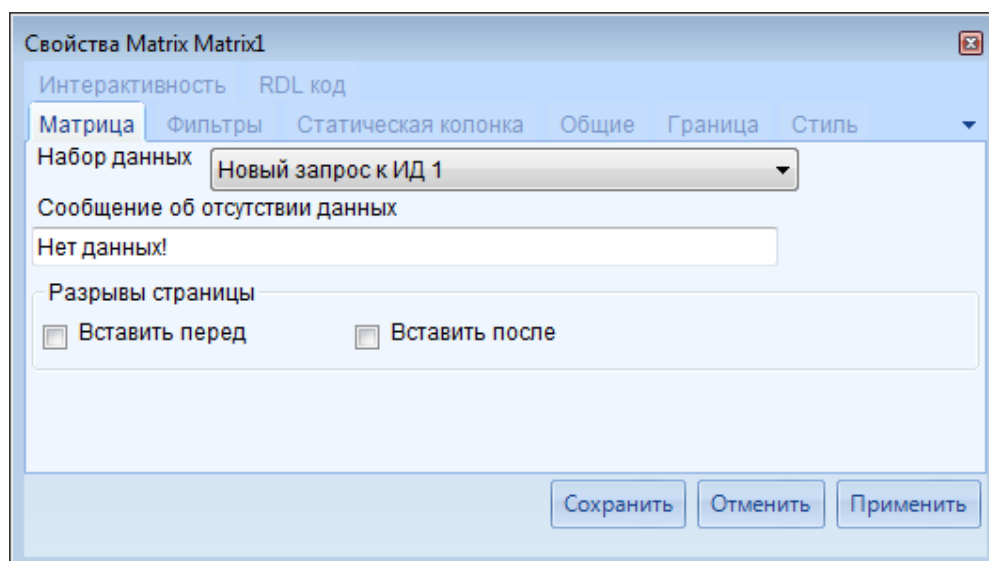 Свойства Matrix Matrix1
Интерактивность RDL код
Матрица Фильтры Статическая колонка Общие Граница Стиль
Набор данных Новый запрос к ИД 1
Сообщение об отсутствии данных
Нет данных!
Разрывы страницы
Вставить перед Вставить после
Сохранить Отменить Применить